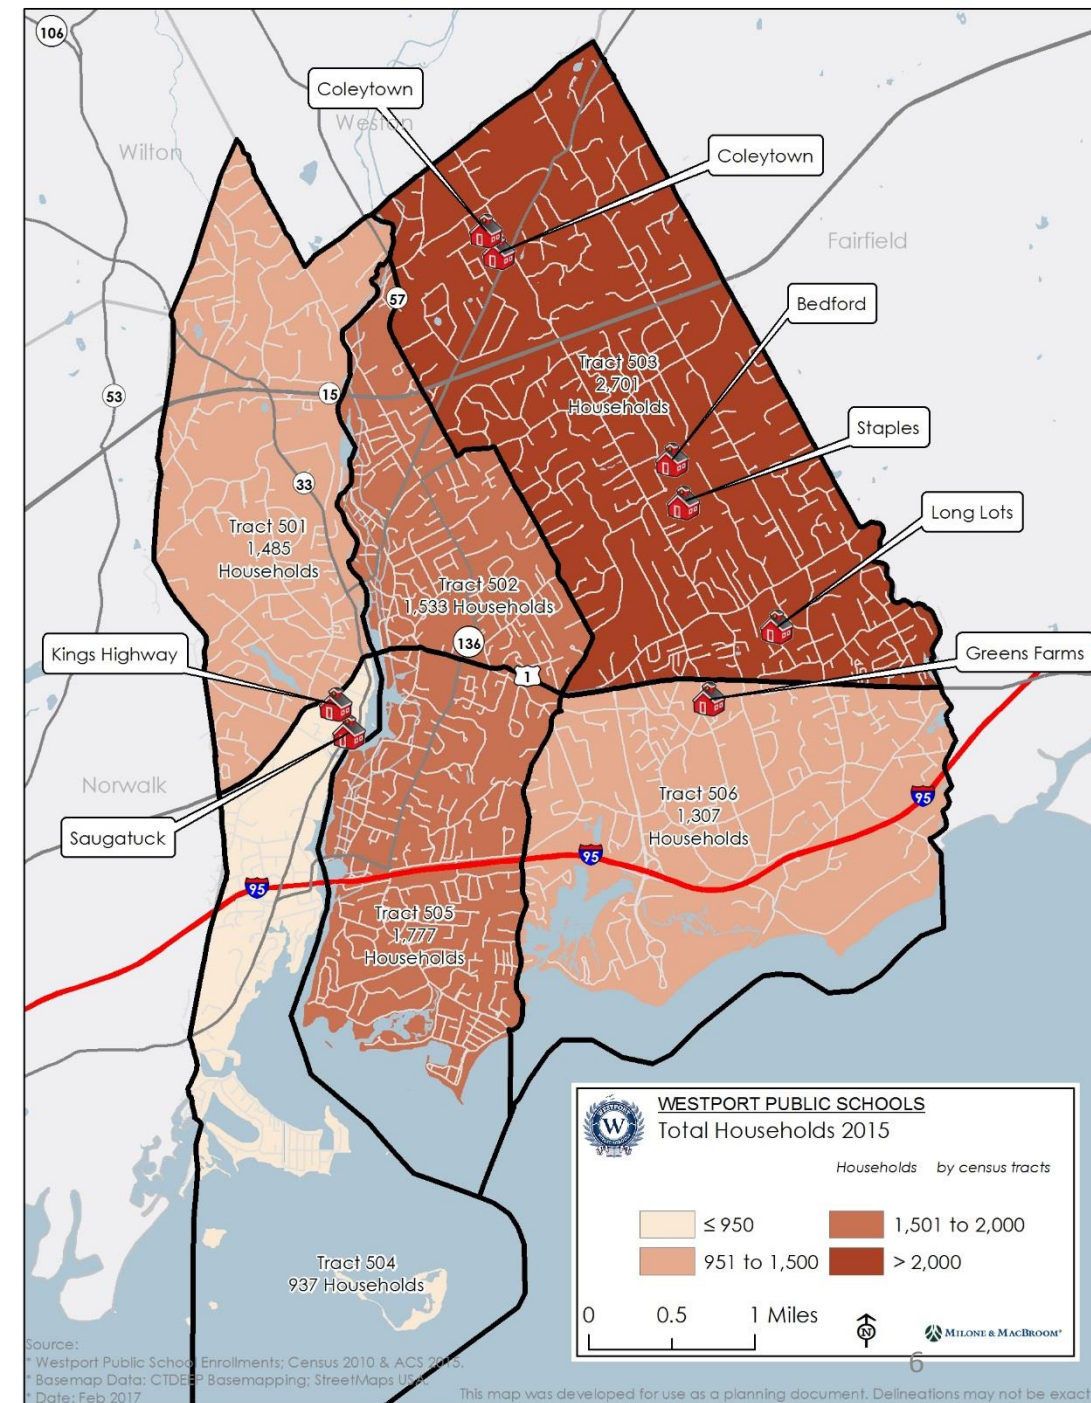 106
Coleytown
Weston
Wilton
Coleytown
Fairfield
57
Bedford
Tract 503
2,701
Households
53
15
Staples
33
Long Lots
Tract 501
1,485
Households
Tract 502
1,533 Households
136
Kings Highway
1
Greens Farms
Norwalk
Tract 506
1,307
Households
95
Saugatuck
95
95
Tract 505
1,777
Households
WESTPORT PUBLIC SCHOOLS
Total Households 2015
Households by census tracts
W
≤ 950
1,501 to 2,000
951 to 1,500
> 2,000
Tract 504
937 Households
0 0.5 1 Miles
N
MILONE & MACBROOM®
6
Source:
* Westport Public School Enrollments; Census 2010 & ACS 2015.
* Basemap Data: CTDEEP Basemapping; StreetMaps USA.
* Date: Feb 2017
This map was developed for use as a planning document. Delineations may not be exact